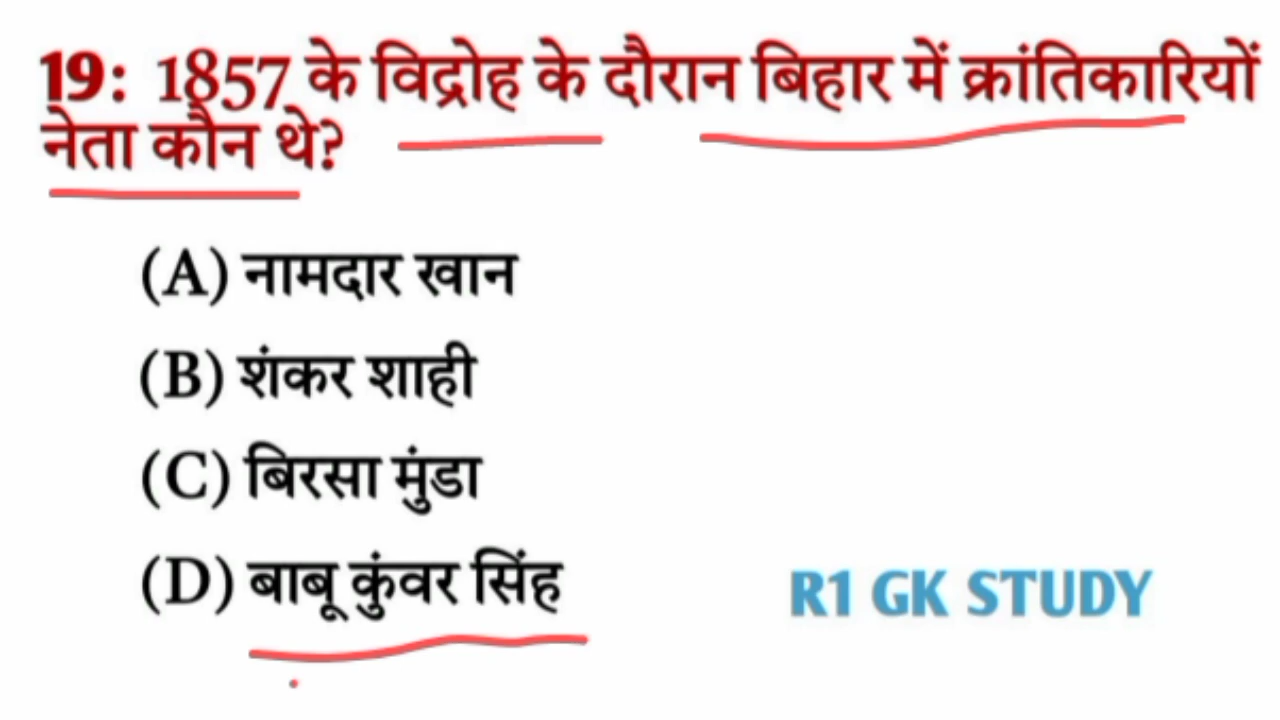 19: 1857 के विद्रोह के दौरान बिहार में क्रांतिकारियों
नेता कौन थे?
(A) नामदार खान
(B) शंकर शाही
(C) बिरसा मुंडा
(D) बाबू कुंवर सिंह
R1 GK STUDY